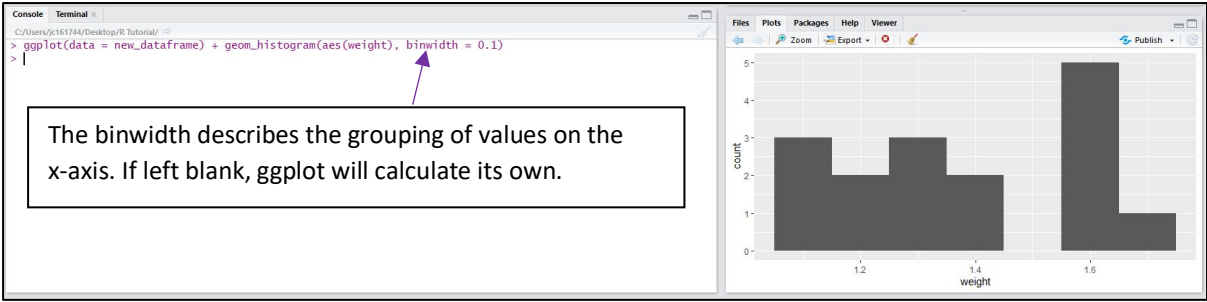 Console Terminal ×
C:/Users/jc161744/Desktop/R Tutorial/
> ggplot(data = new_dataframe) + geom_histogram(aes(weight), binwidth = 0.1)
>
The binwidth describes the grouping of values on the
x-axis. If left blank, ggplot will calculate its own.
Files Plots Packages Help Viewer
Zoom Export Publish
5
4
3
2
1
0
count
1.2 1.4 1.6
weight